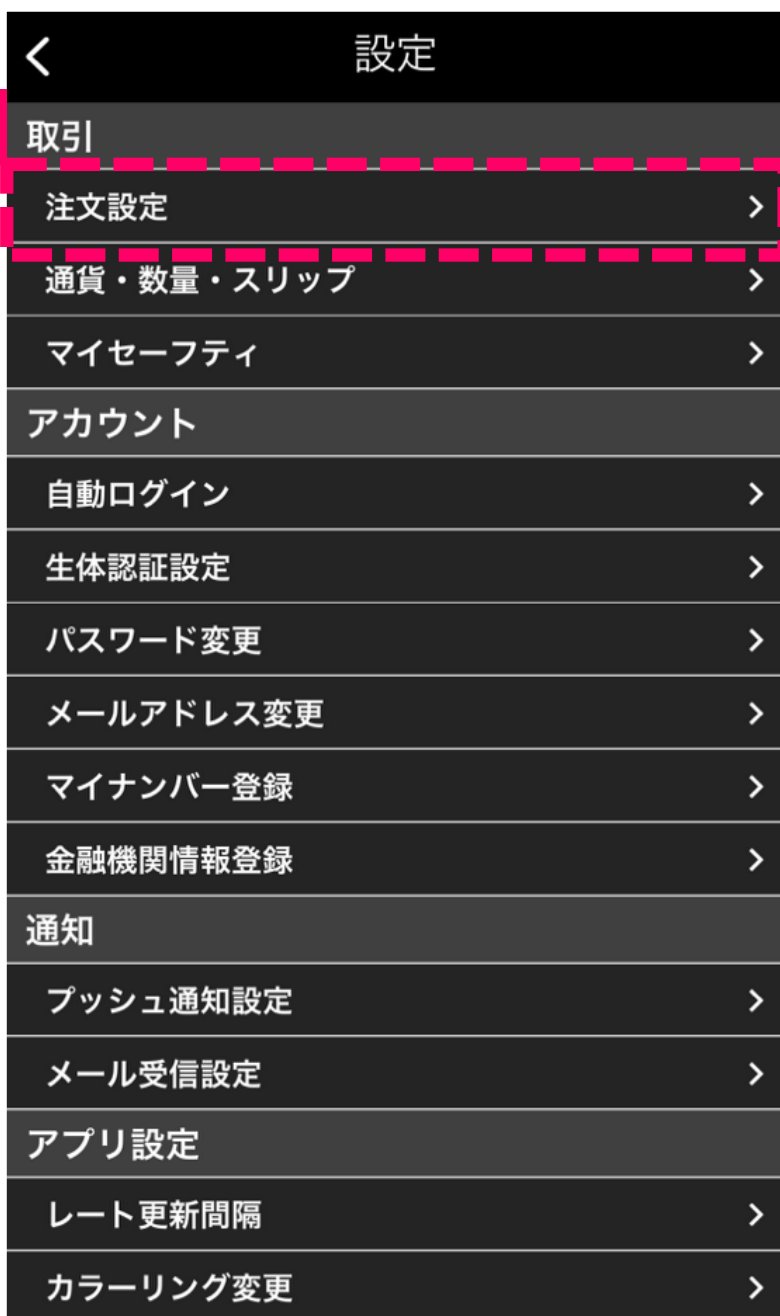 設定
取引
注文設定
通貨・数量・スリップ
マイセーフティ
アカウント
自動ログイン
生体認証設定
パスワード変更
メールアドレス変更
マイナンバー登録
金融機関情報登録
通知
プッシュ通知設定
メール受信設定
アプリ設定
レート更新間隔
カラーリング変更